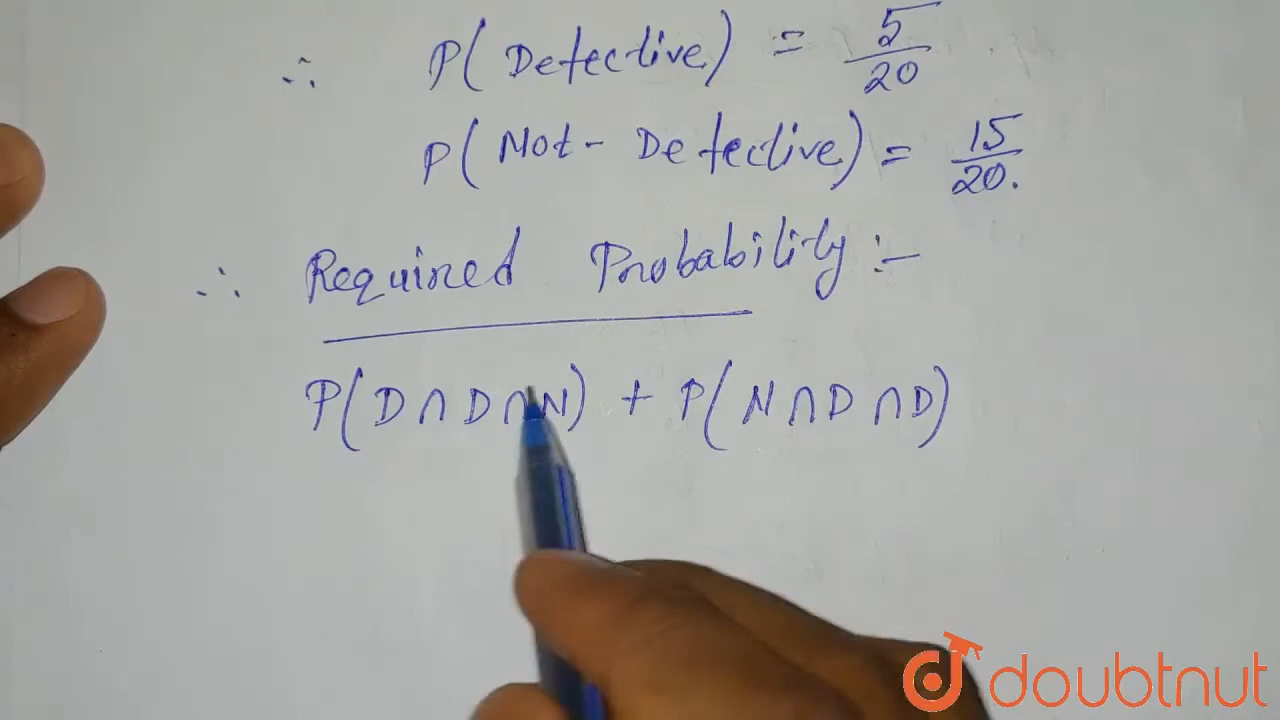 ∴ P(Defective) = 5/20
P(Not-Defective) = 15/20.
∴ Required Probability :-
P(D∩D∩N) + P(N∩D∩D)
doubtnut